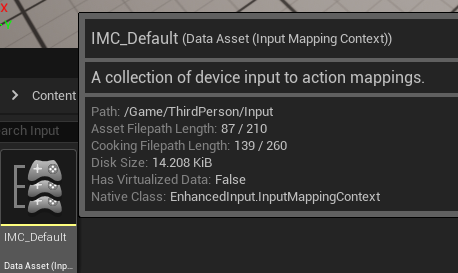 X
Y
IMC_Default (Data Asset (Input Mapping Context))
A collection of device input to action mappings.
Content
Path: /Game/ThirdPerson/Input
Asset Filepath Length: 87 / 210
arch Input
Cooking Filepath Length: 139 / 260
Disk Size: 14.208 KiB
Has Virtualized Data: False
Native Class: EnhancedInput.InputMappingContext
IMC_Default
Data Asset (Inp...